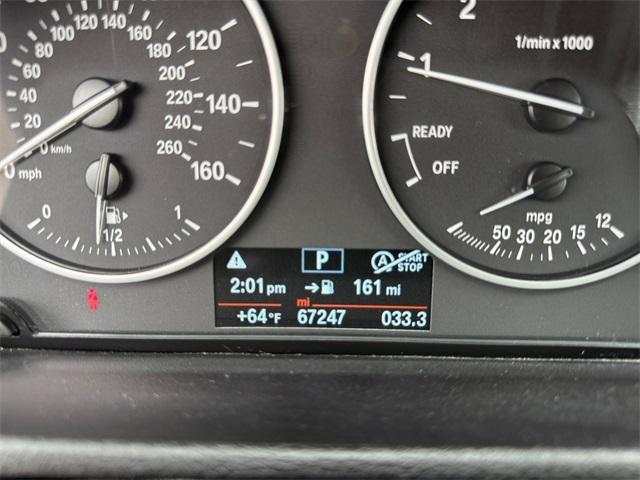 120
140
160
80 100 120 140 160 180 200 220 240 260
60
40
20
0 km/h
0 mph
0 1/2 1
2
1
1/min x 1000
READY
OFF
mpg
50 30 20 15 12
P
A START STOP
2:01 pm 161 mi
mi
+64°F 67247 033.3